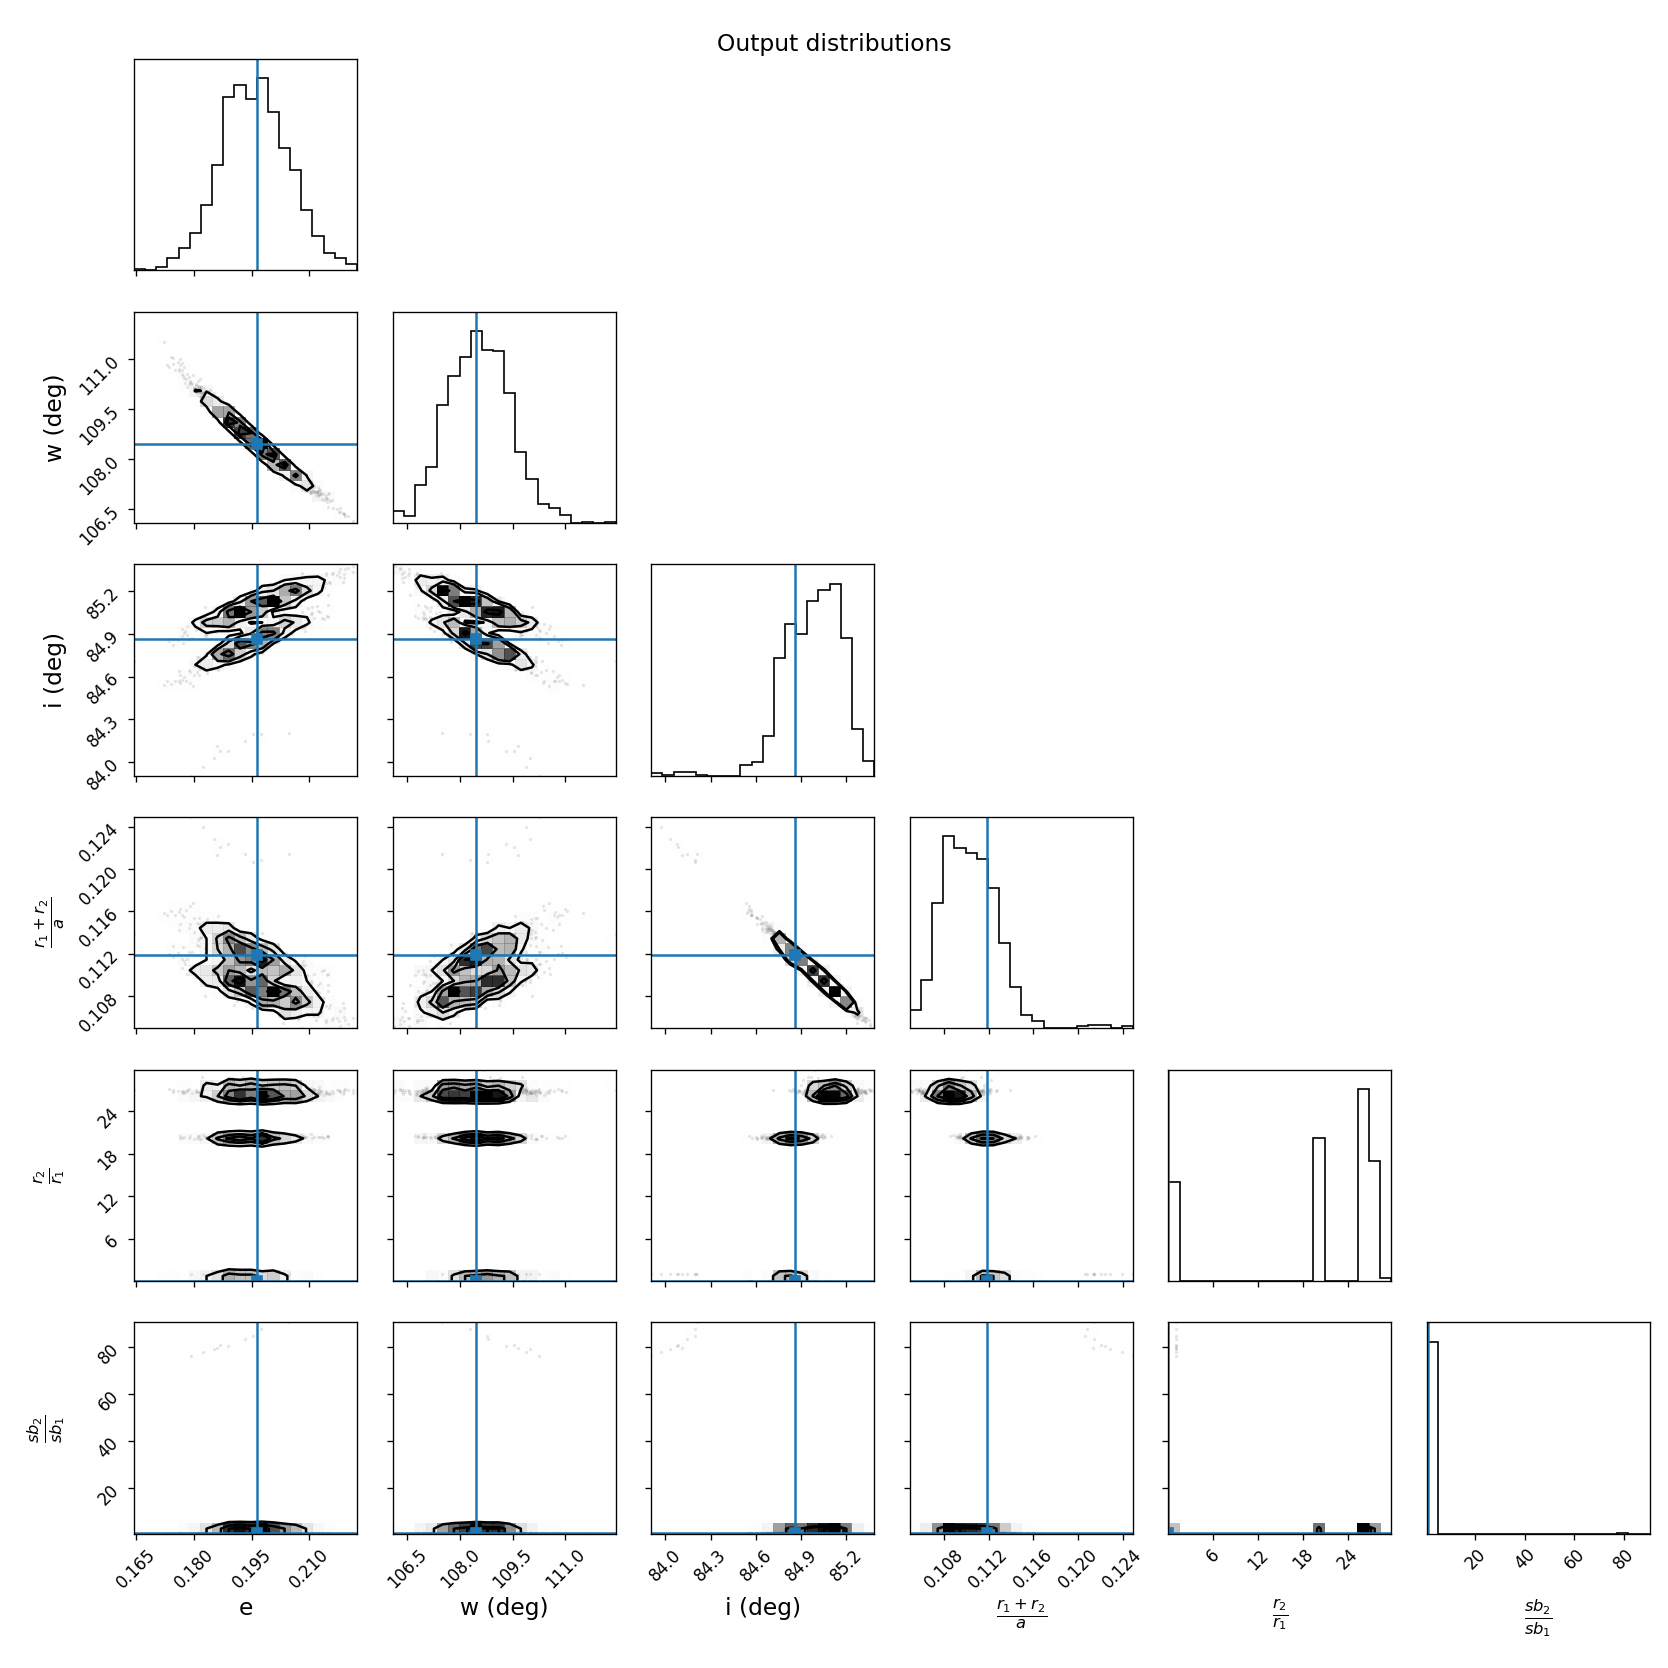 Output distributions
w (deg)
111.0
109.5
108.0
106.5
i (deg)
85.2
84.9
84.6
84.3
84.0
r₁ + r₂
a
0.124
0.120
0.116
0.112
0.108
r₂
r₁
24
18
12
6
sb₂
sb₁
80
60
40
20
0.165 0.180 0.195 0.210
106.5 108.0 109.5 111.0
84.0 84.3 84.6 84.9 85.2
0.108 0.112 0.116 0.120 0.124
6 12 18 24
20 40 60 80
e
w (deg)
i (deg)
r₁ + r₂
a
r₂
r₁
sb₂
sb₁